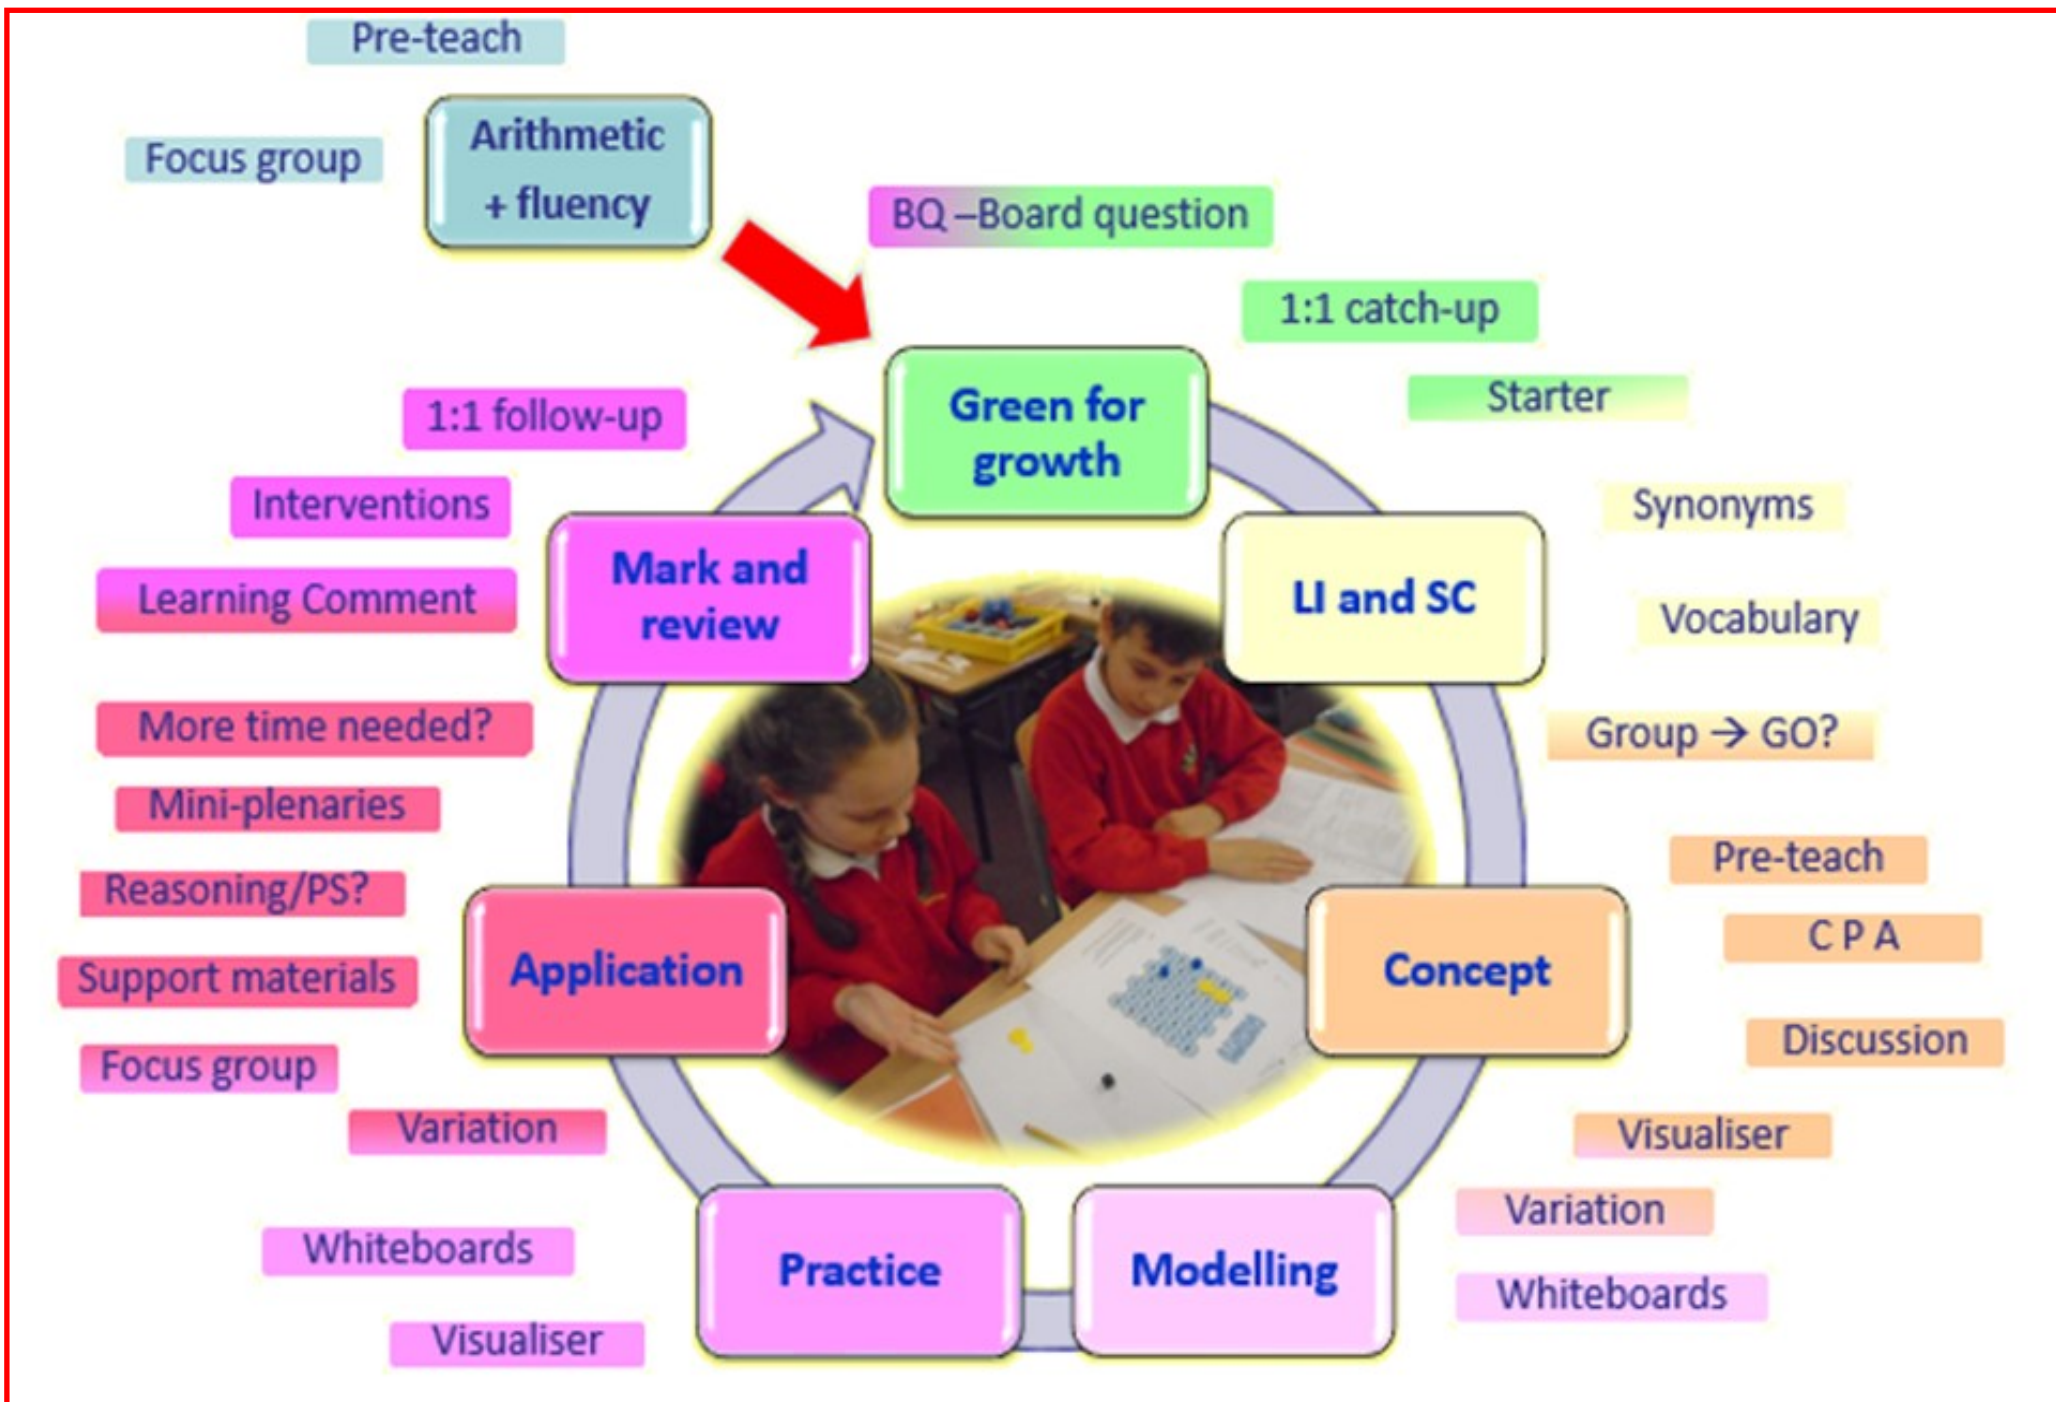 Pre-teach
Arithmetic
+ fluency
Focus group
BQ –Board question
1:1 catch-up
Starter
Green for
growth
1:1 follow-up
Interventions
Synonyms
Mark and
review
LI and SC
Learning Comment
Vocabulary
More time needed?
Group → GO?
Mini-plenaries
Pre-teach
Reasoning/PS?
C P A
Application
Concept
Support materials
Discussion
Focus group
Variation
Visualiser
Variation
Whiteboards
Practice
Modelling
Whiteboards
Visualiser